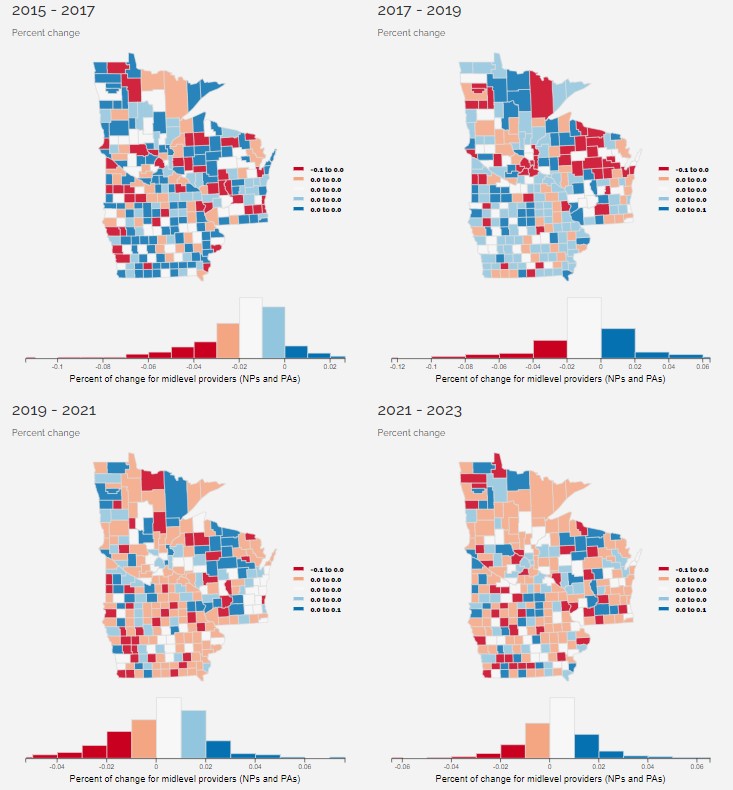 2015 - 2017
Percent change
-0.1 to 0.0
0.0 to 0.0
0.0 to 0.0
0.0 to 0.0
0.0 to 0.0
-0.1 -0.08 -0.06 -0.04 -0.02 0 0.02
Percent of change for midlevel providers (NPs and PAs)
2017 - 2019
Percent change
-0.1 to 0.0
0.0 to 0.0
0.0 to 0.0
0.0 to 0.0
0.0 to 0.1
-0.12 -0.1 -0.08 -0.06 -0.04 -0.02 0 0.02 0.04 0.06
Percent of change for midlevel providers (NPs and PAs)
2019 - 2021
Percent change
-0.1 to 0.0
0.0 to 0.0
0.0 to 0.0
0.0 to 0.0
0.0 to 0.1
-0.04 -0.02 0 0.02 0.04 0.06
Percent of change for midlevel providers (NPs and PAs)
2021 - 2023
Percent change
-0.1 to 0.0
0.0 to 0.0
0.0 to 0.0
0.0 to 0.0
0.0 to 0.1
-0.06 -0.04 -0.02 0 0.02 0.04 0.06
Percent of change for midlevel providers (NPs and PAs)